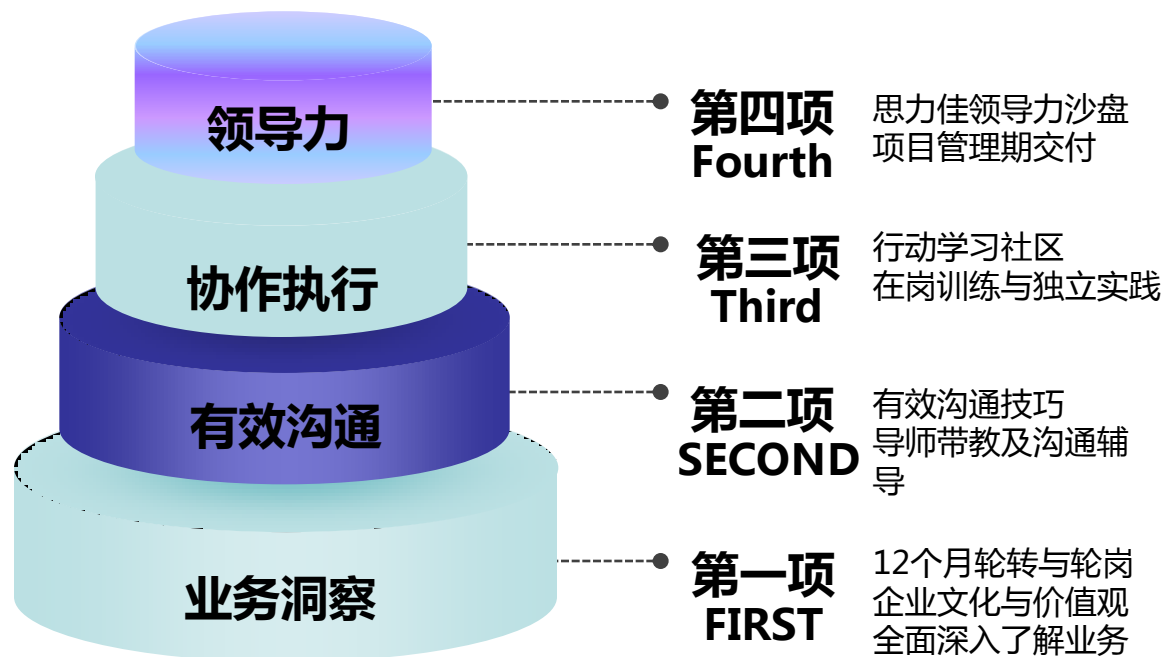 领导力
第四项
Fourth
思力佳领导力沙盘
项目管理期交付
协作执行
第三项
Third
行动学习社区
在岗训练与独立实践
有效沟通
第二项
SECOND
有效沟通技巧
导师带教及沟通辅
导
业务洞察
第一项
FIRST
12个月轮转与轮岗
企业文化与价值观
全面深入了解业务